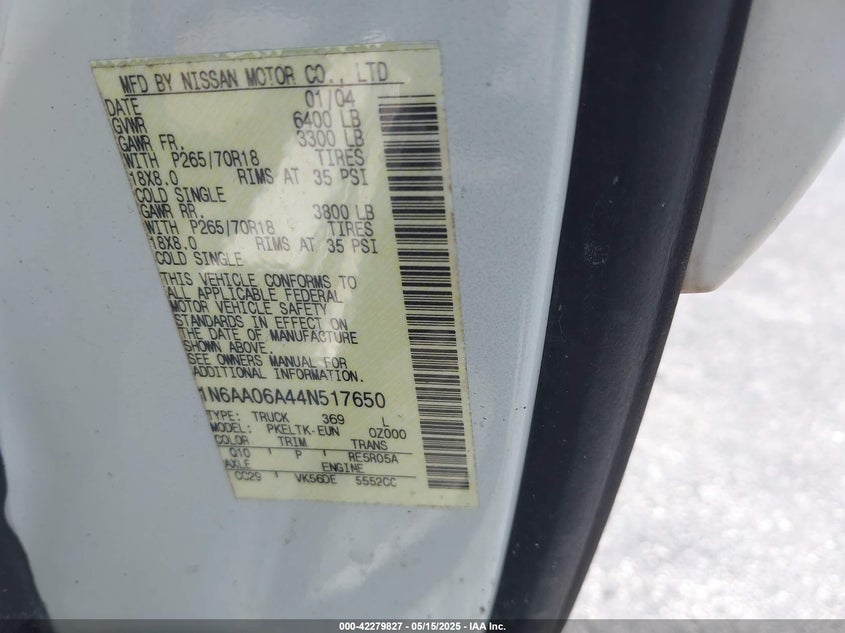 MFD BY NISSAN MOTOR CO., LTD
DATE 01/04
GVWR 6400 LB
GAWR FR. 3300 LB
WITH P265/70R18 TIRES
18X8.0 RIMS AT 35 PSI
COLD SINGLE
GAWR RR. 3800 LB
WITH P265/70R18 TIRES
18X8.0 RIMS AT 35 PSI
COLD SINGLE
THIS VEHICLE CONFORMS TO
ALL APPLICABLE FEDERAL
MOTOR VEHICLE SAFETY
STANDARDS IN EFFECT ON
THE DATE OF MANUFACTURE
SHOWN ABOVE.
SEE OWNERS MANUAL FOR
ADDITIONAL INFORMATION.
1N6AA06A44N517650
TYPE: TRUCK 369 L
MODEL: PKELTK-EUN 0Z000
COLOR TRIM TRANS
Q10 P RE5R05A
AXLE ENGINE
CC29 VK56DE 5552CC
000-42279827 - 05/15/2025 - IAA Inc.